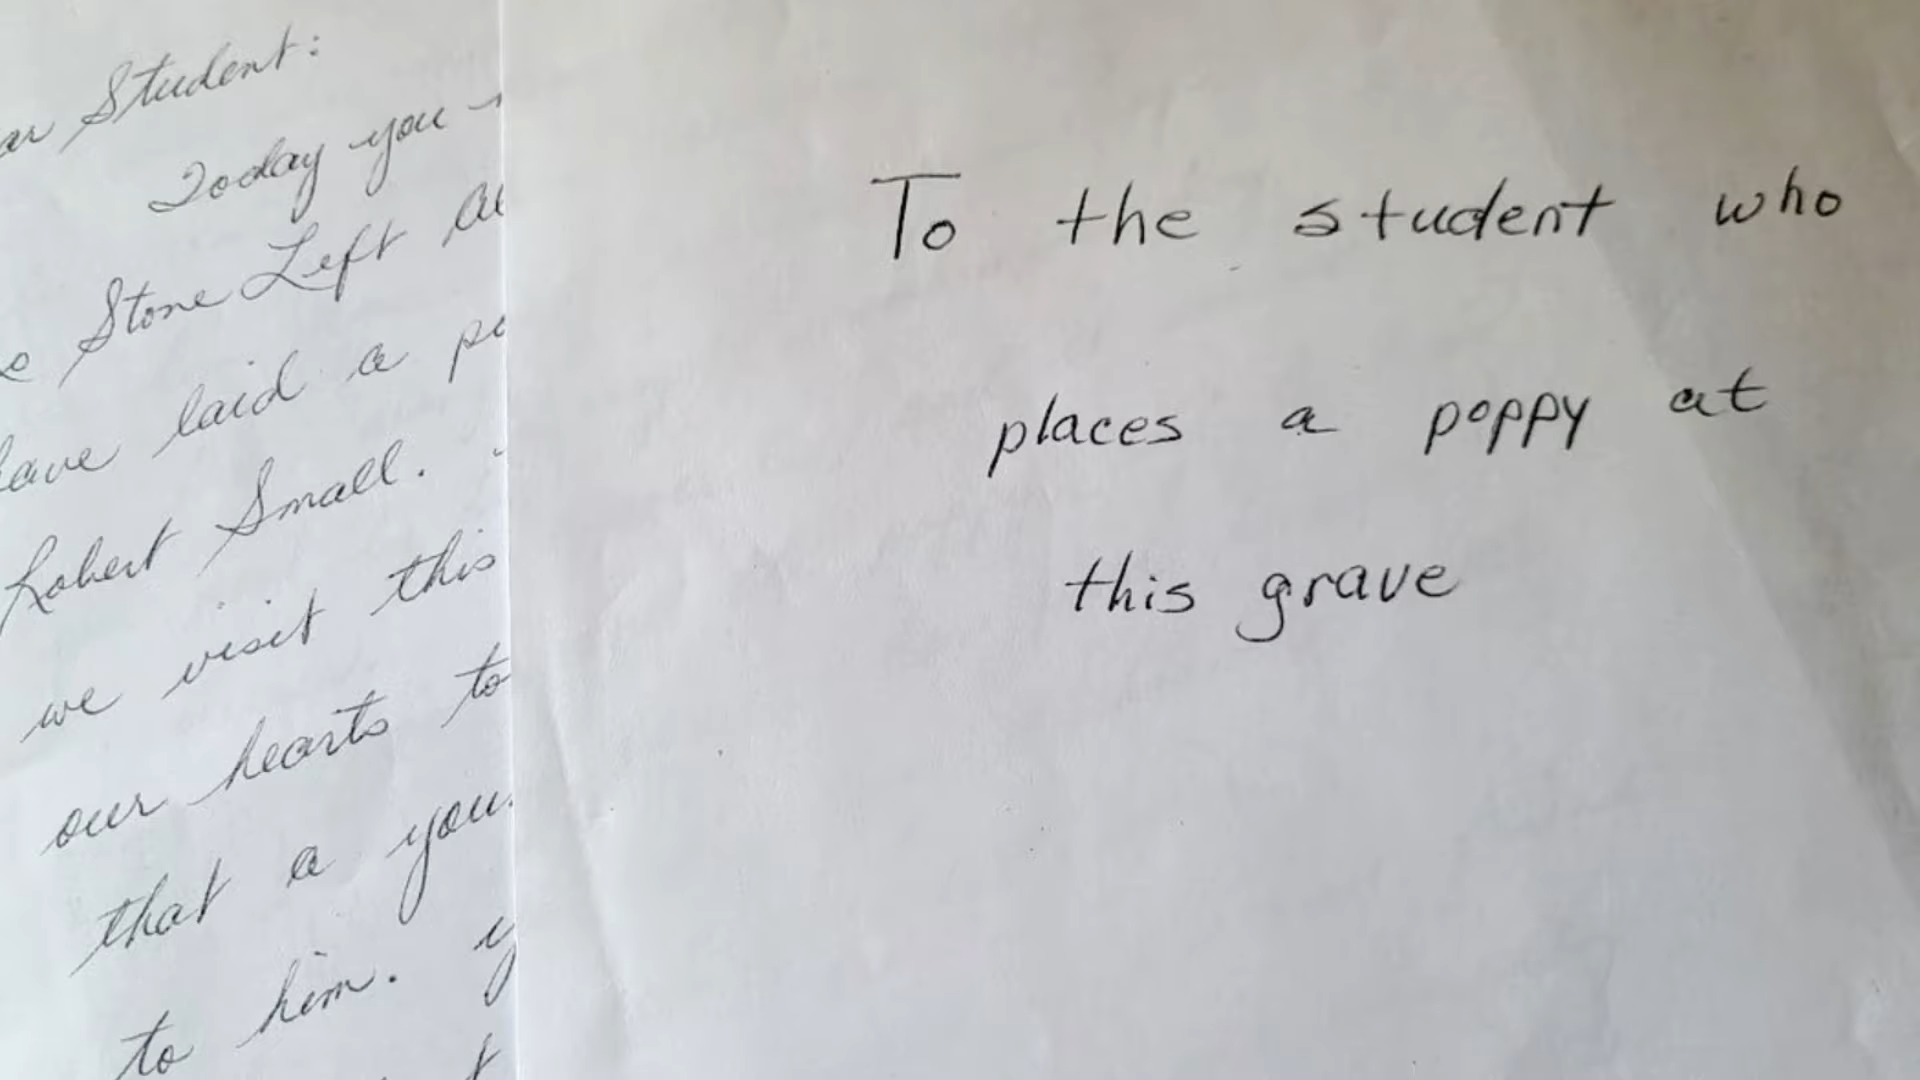 Student:
Today you
Stone Left
have laid a
Robert Small.
we visit this
our hearts to
that a
to him.
To the student who
places a poppy at
this grave